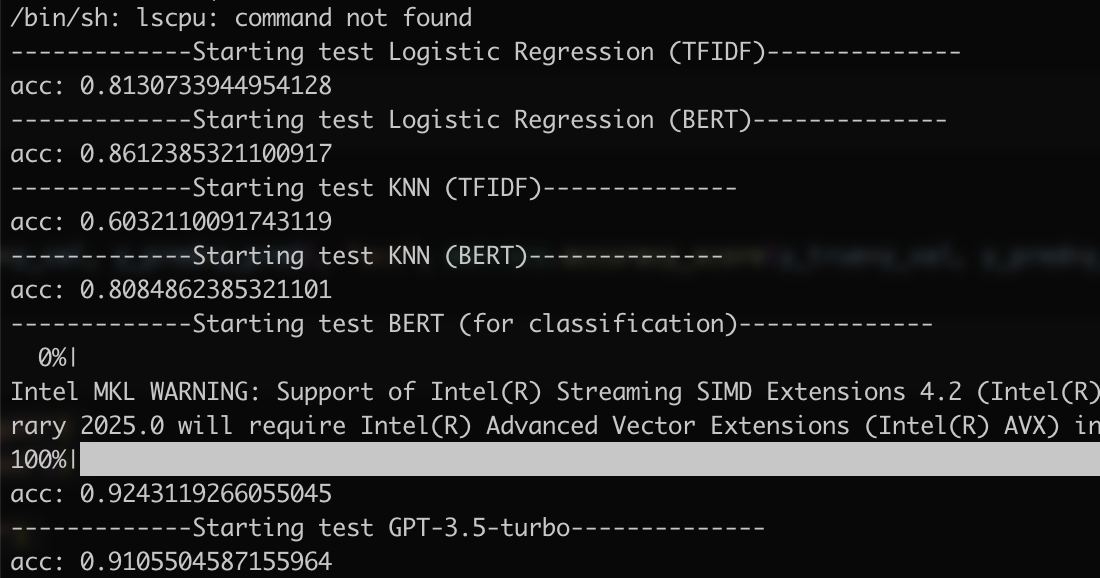 /bin/sh: lscpu: command not found
-------------Starting test Logistic Regression (TFIDF)--------------
acc: 0.8130733944954128
-------------Starting test Logistic Regression (BERT)--------------
acc: 0.8612385321100917
-------------Starting test KNN (TFIDF)--------------
acc: 0.6032110091743119
-------------Starting test KNN (BERT)--------------
acc: 0.8084862385321101
-------------Starting test BERT (for classification)--------------
0%|
Intel MKL WARNING: Support of Intel(R) Streaming SIMD Extensions 4.2 (Intel(R)
rary 2025.0 will require Intel(R) Advanced Vector Extensions (Intel(R) AVX) in
100%|
acc: 0.9243119266055045
-------------Starting test GPT-3.5-turbo--------------
acc: 0.9105504587155964